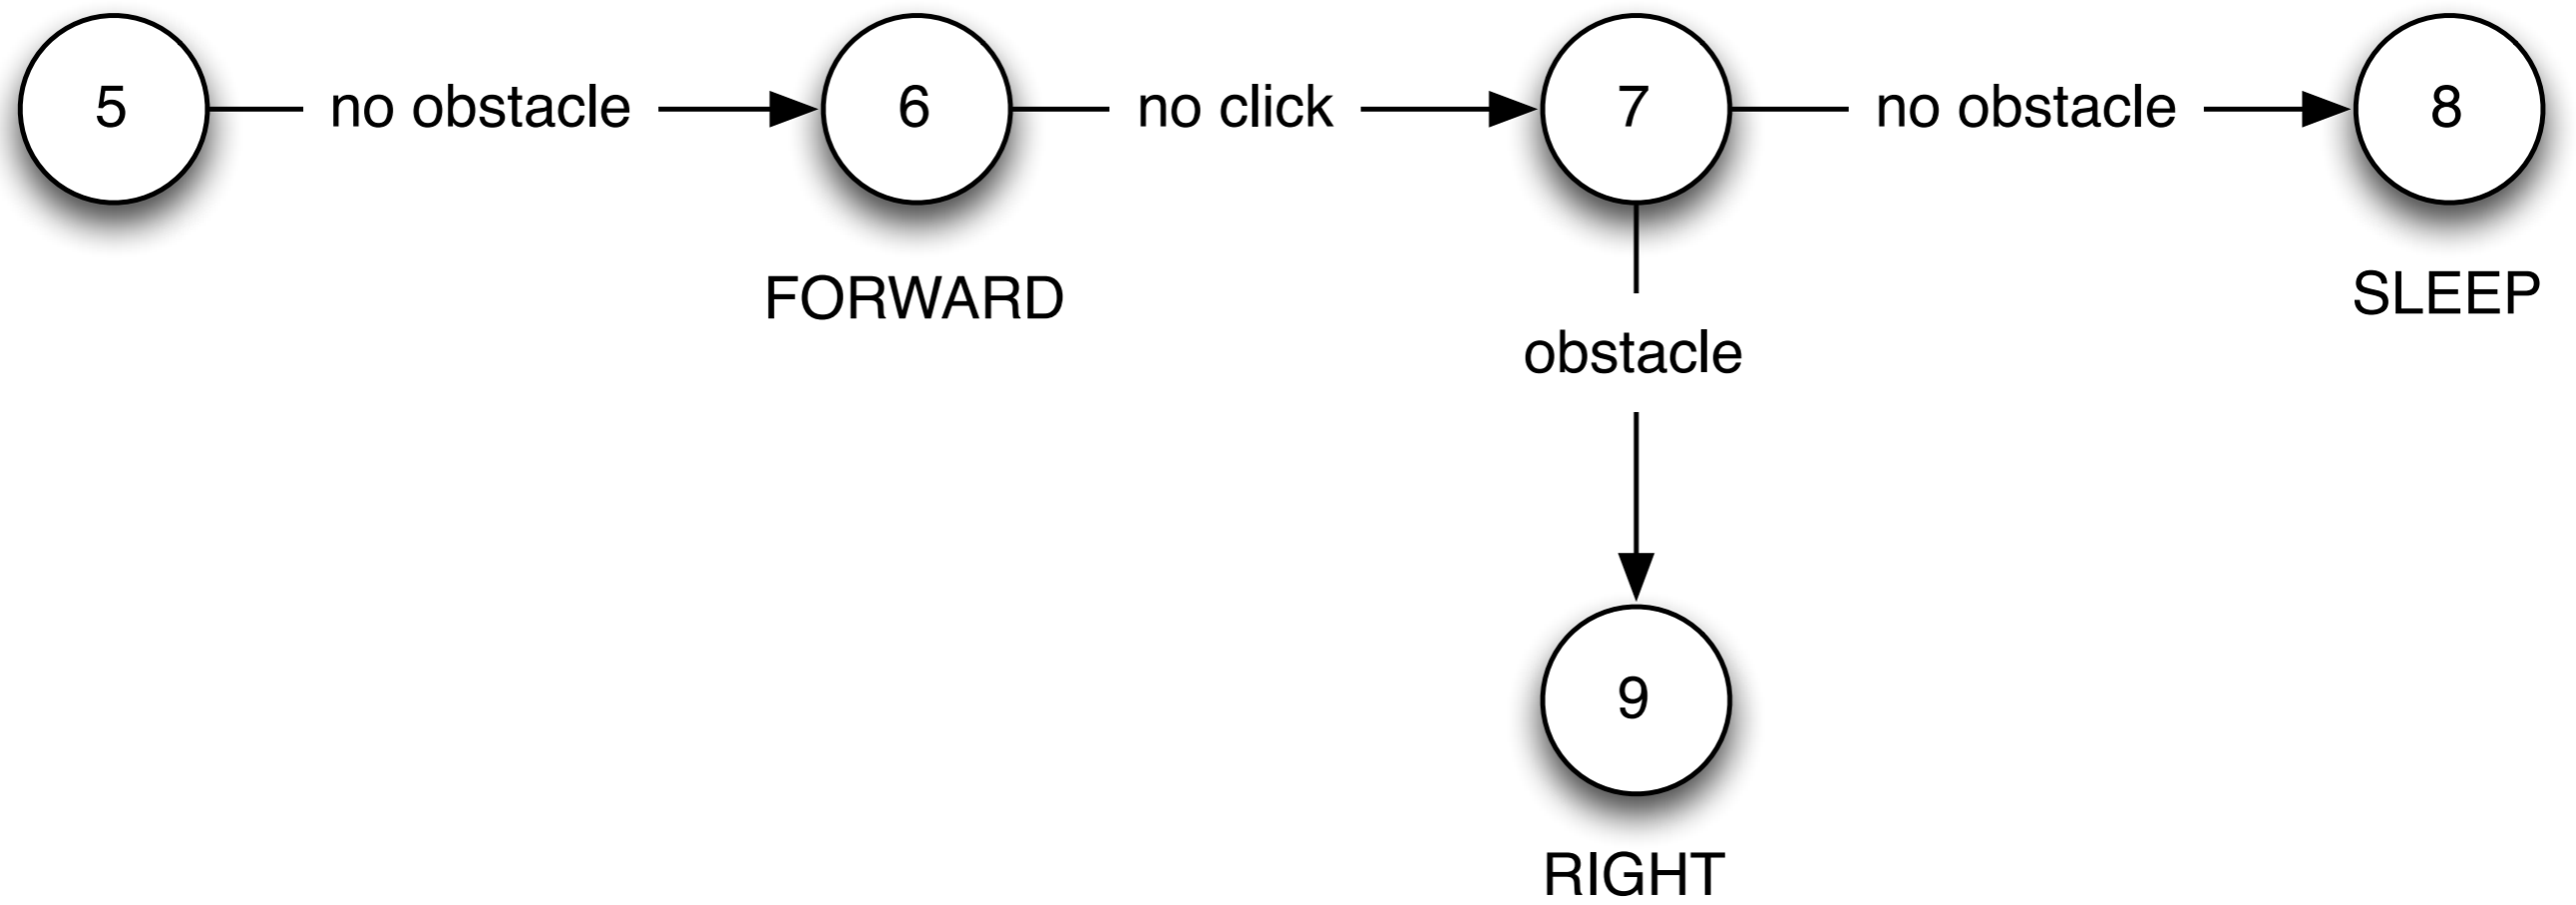 5 no obstacle 6 no click 7 no obstacle 8
FORWARD SLEEP
obstacle
9
RIGHT